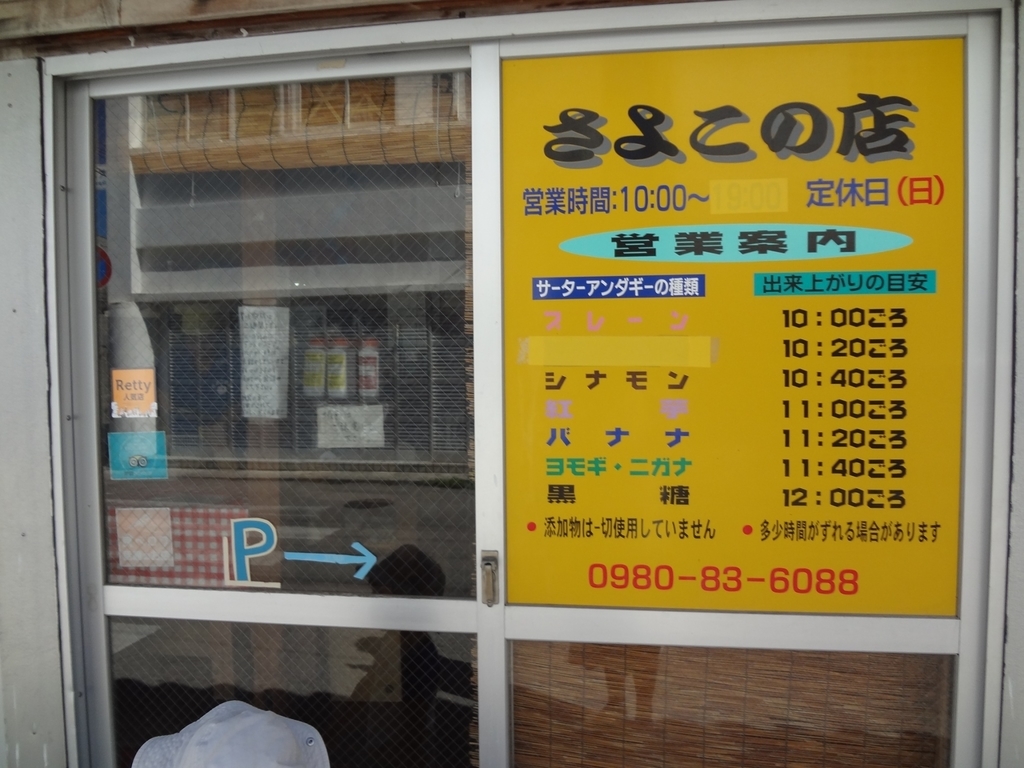 さよこの店
営業時間:10:00~18:00 定休日(日)
営業案内
サーターアンダギーの種類 出来上がりの目安
プレーン 10:00ごろ
10:20ごろ
シナモン 10:40ごろ
紅芋 11:00ごろ
バナナ 11:20ごろ
ヨモギ・ニガナ 11:40ごろ
黒糖 12:00ごろ
●添加物は一切使用していません ●多少時間がずれる場合があります
0980-83-6088
Retty
人気店
P